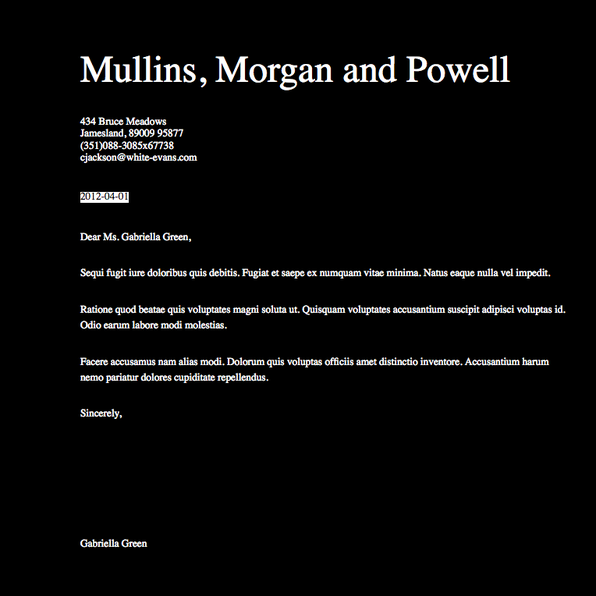 Mullins, Morgan and Powell
434 Bruce Meadows
Jamesland, 89009 95877
(351)088-3085x67738
cjackson@white-evans.com
2012-04-01
Dear Ms. Gabriella Green,
Sequi fugit iure doloribus quis debitis. Fugiat et saepe ex numquam vitae minima. Natus eaque nulla vel impedit.
Ratione quod beatae quis voluptates magni soluta ut. Quisquam voluptates accusantium suscipit adipisci voluptas id.
Odio earum labore modi molestias.
Facere accusamus nam alias modi. Dolorum quis voluptas officiis amet distinctio inventore. Accusantium harum
nemo pariatur dolores cupiditate repellendus.
Sincerely,
Gabriella Green